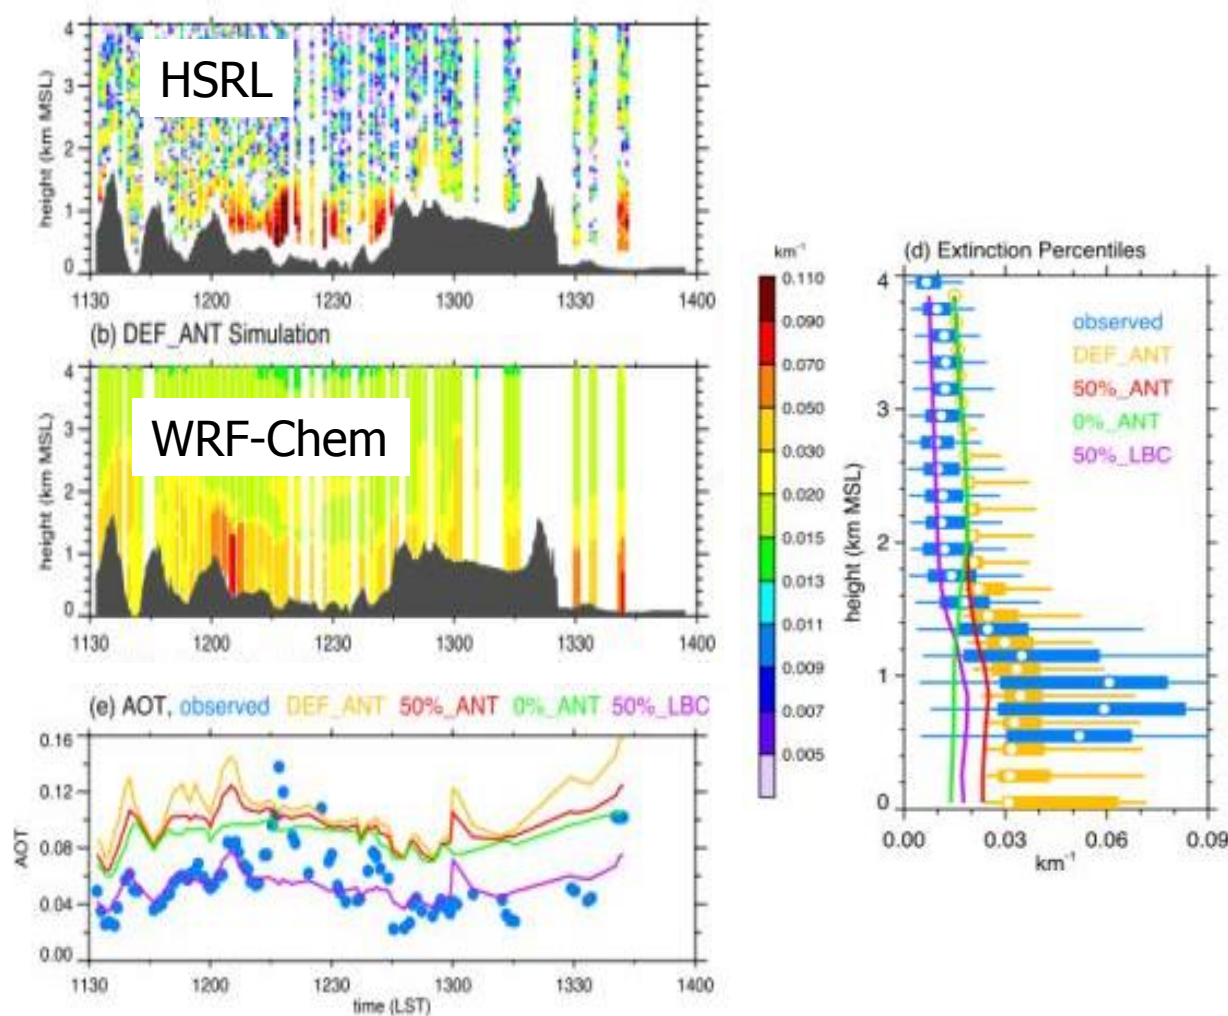 HSRL
height (km MSL)
4
3
2
1
0
1130 1200 1230 1300 1330 1400
(b) DEF_ANT Simulation
WRF-Chem
height (km MSL)
4
3
2
1
0
1130 1200 1230 1300 1330 1400
(e) AOT, observed DEF_ANT 50%_ANT 0%_ANT 50%_LBC
AOT
0.16
0.12
0.08
0.04
0.00
1130 1200 1230 1300 1330 1400
time (LST)
km⁻¹
0.110
0.090
0.070
0.050
0.030
0.020
0.015
0.013
0.011
0.009
0.007
0.005
(d) Extinction Percentiles
observed
DEF_ANT
50%_ANT
0%_ANT
50%_LBC
height (km MSL)
4
3
2
1
0
0.00 0.03 0.06 0.09
km⁻¹